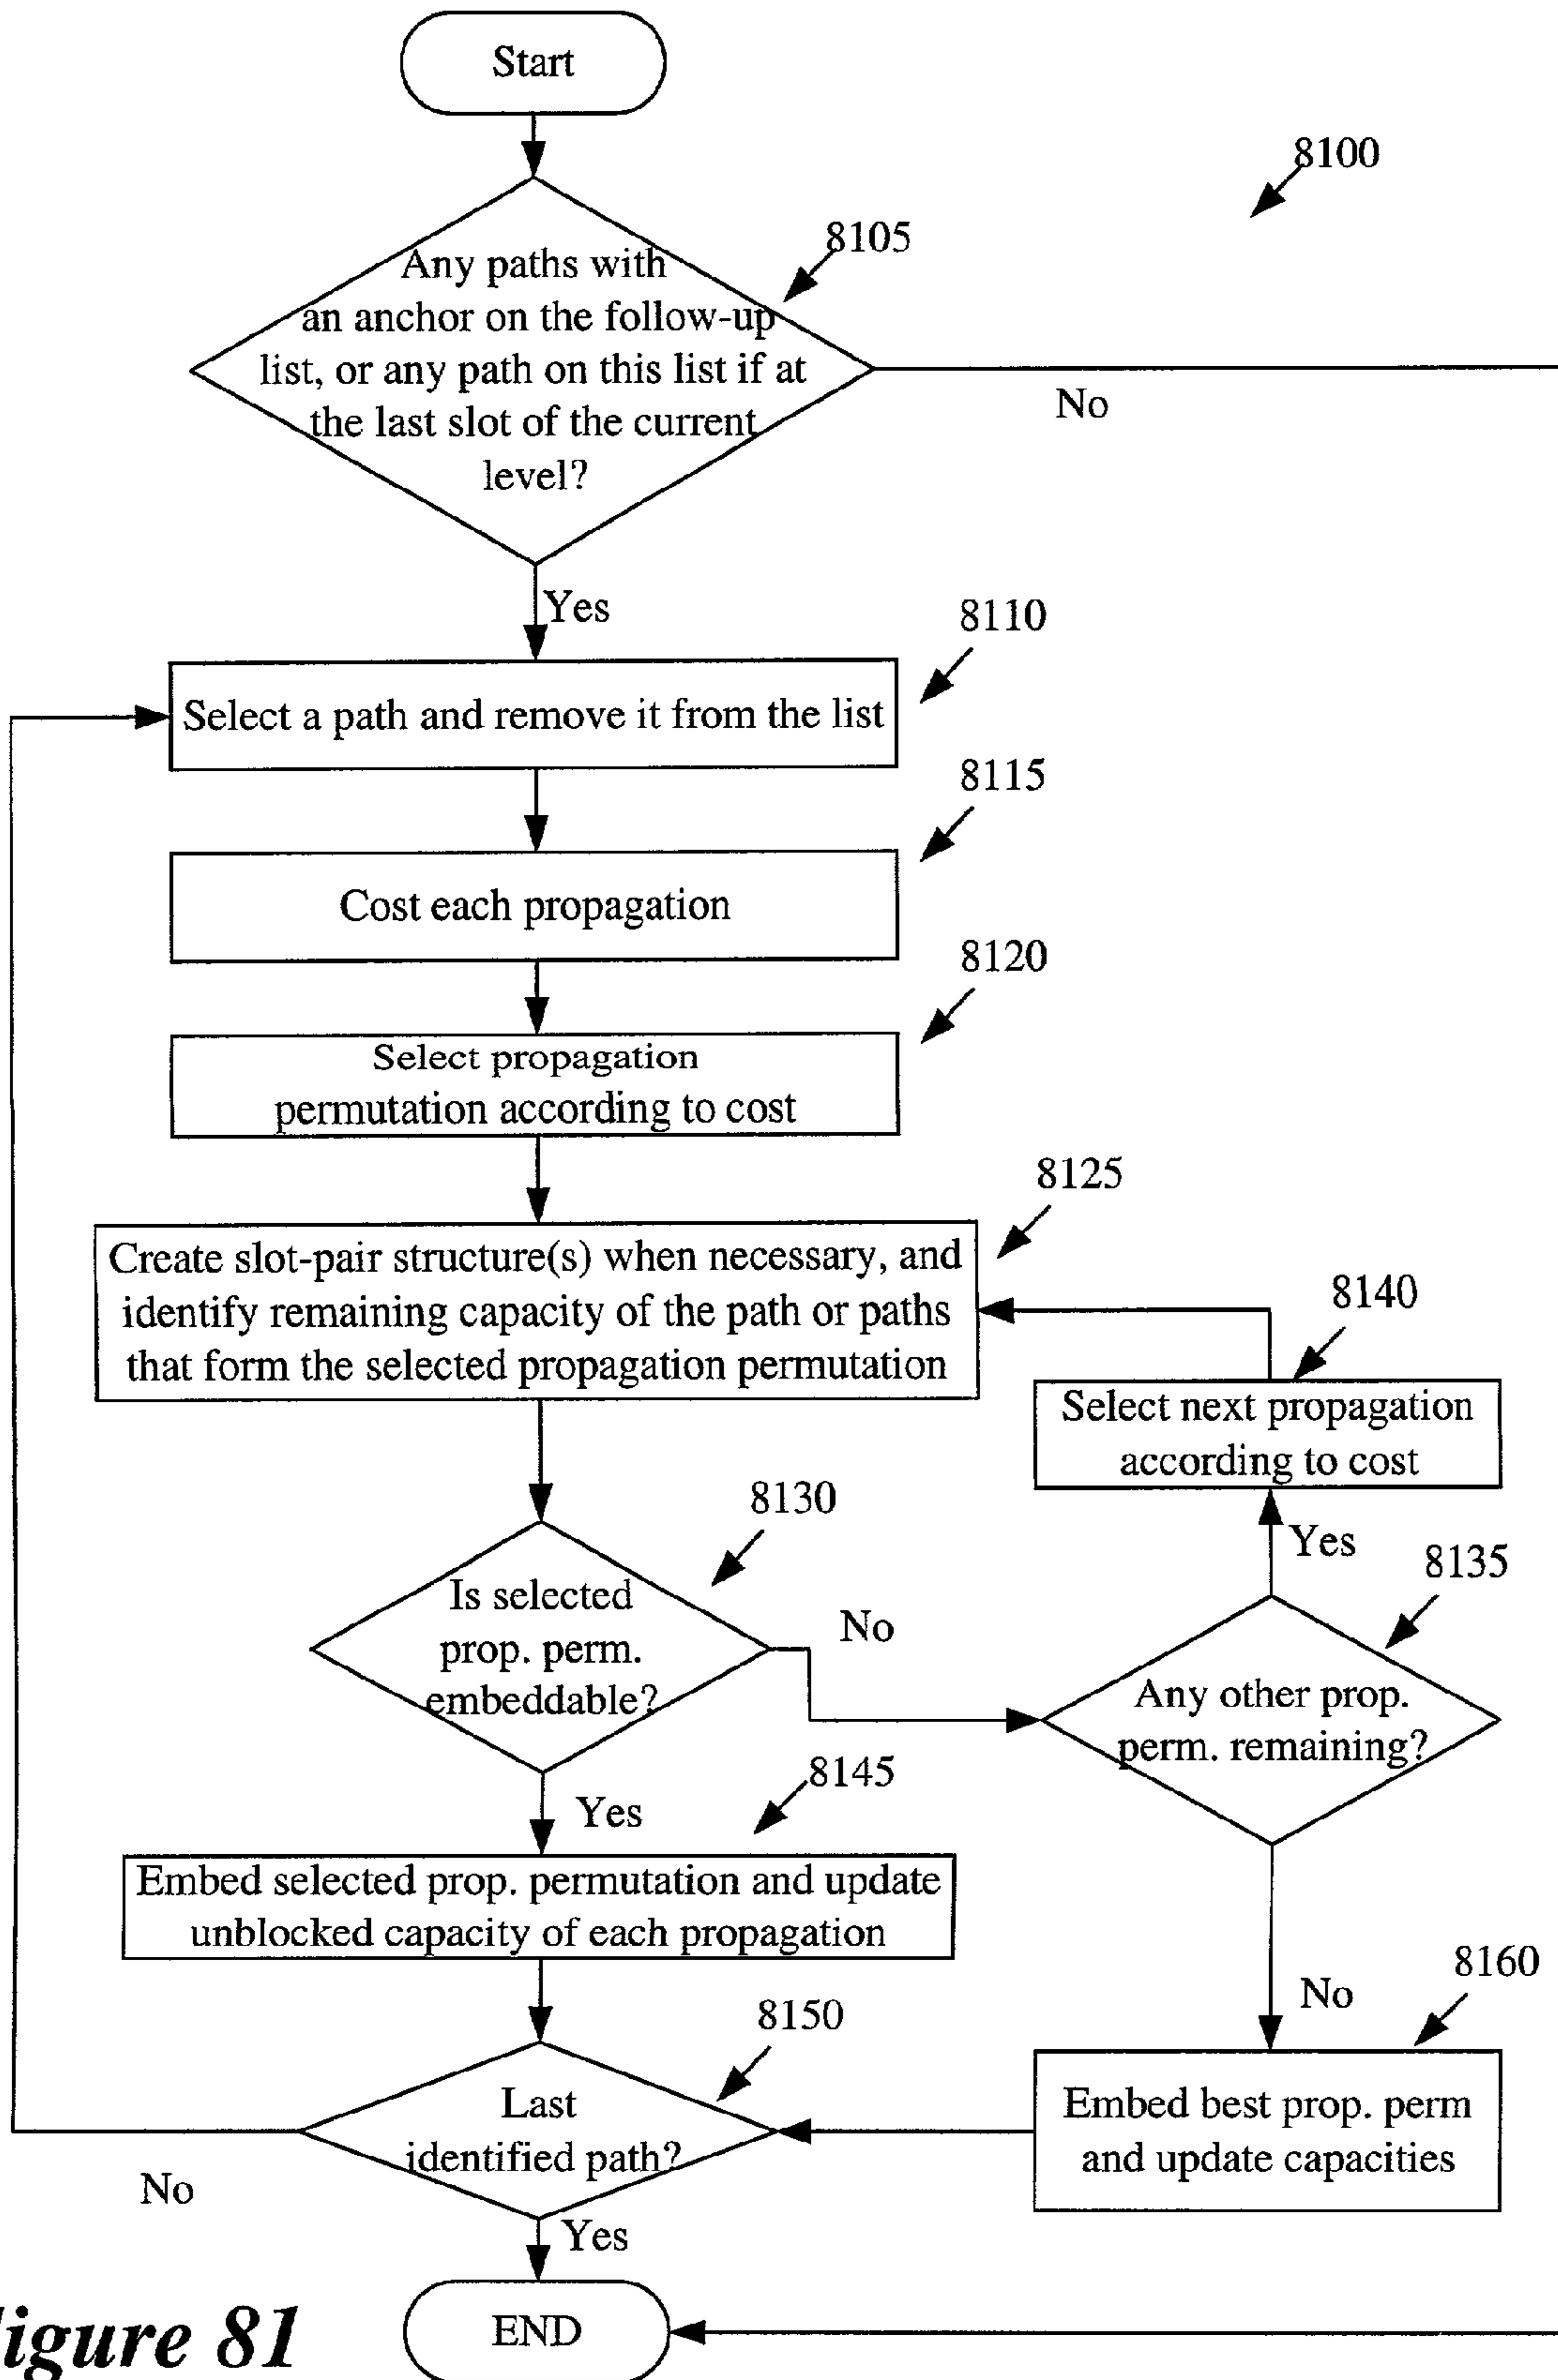 Start
8100
8105
Any paths with
an anchor on the follow-up
list, or any path on this list if at
the last slot of the current
level?
No
Yes
8110
Select a path and remove it from the list
8115
Cost each propagation
8120
Select propagation
permutation according to cost
8125
Create slot-pair structure(s) when necessary, and
identify remaining capacity of the path or paths
that form the selected propagation permutation
8140
Select next propagation
according to cost
8130
Is selected
prop. perm.
embeddable?
No
Yes
8135
Any other prop.
perm. remaining?
Yes
8145
Embed selected prop. permutation and update
unblocked capacity of each propagation
8150
Last
identified path?
No
8160
No
Embed best prop. perm
and update capacities
Yes
END
igure 81